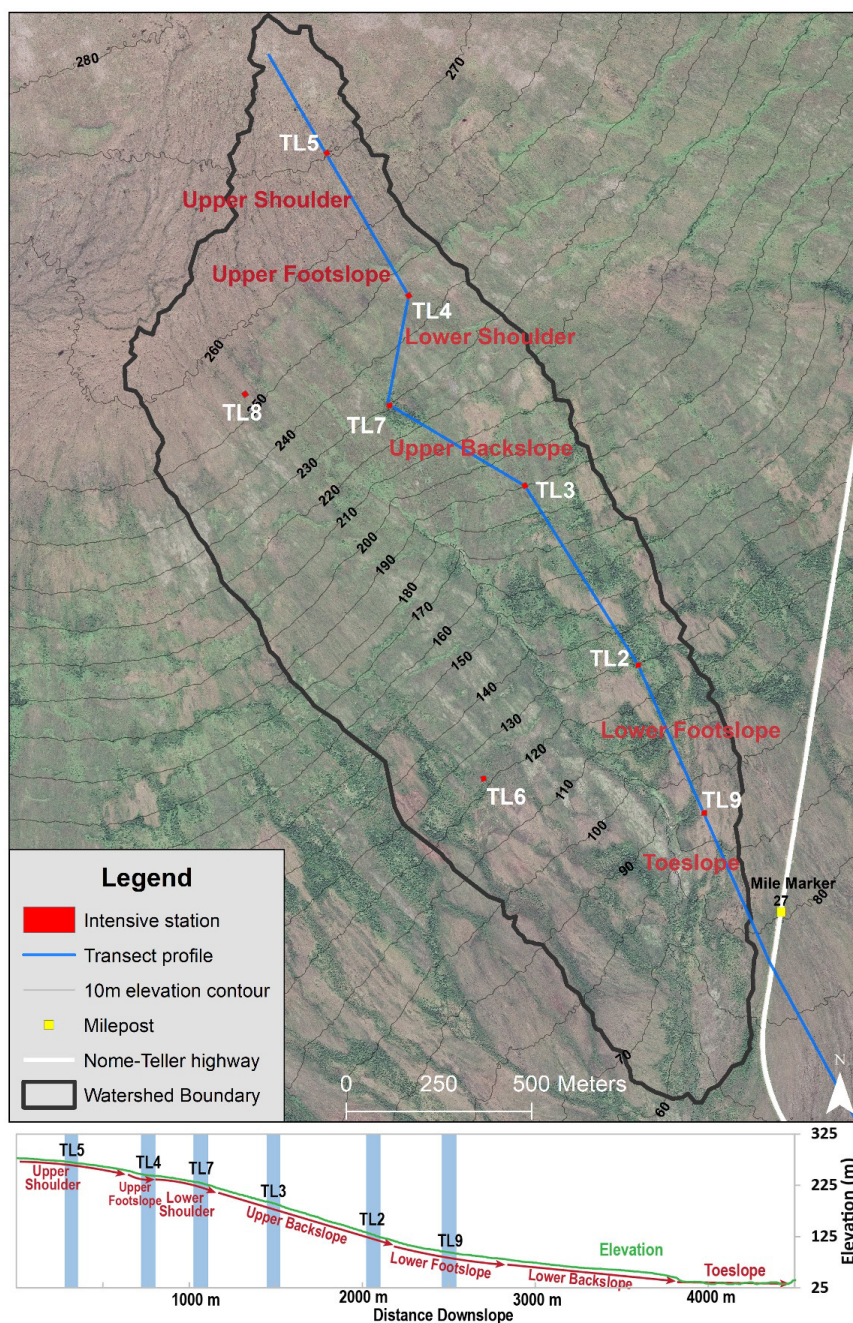 280
270
TL5
Upper Shoulder
Upper Footslope
TL4
Lower Shoulder
260
TL8
250
TL7
240
Upper Backslope
230
220
TL3
210
200
190
180
170
160
TL2
150
140
Lower Footslope
130
120
TL6
110
TL9
100
90
Toeslope
Mile Marker
27
80
70
60
N
0 250 500 Meters
Legend
Intensive station
Transect profile
10m elevation contour
Milepost
Nome-Teller highway
Watershed Boundary
325
TL5
TL4
TL7
Upper
Shoulder
Upper
Footslope
Lower
Shoulder
225
TL3
Upper Backslope
TL2
TL9
125
Lower Footslope
Elevation
Lower Backslope
Toeslope
25
Elevation (m)
1000 m
2000 m
3000 m
4000 m
Distance Downslope